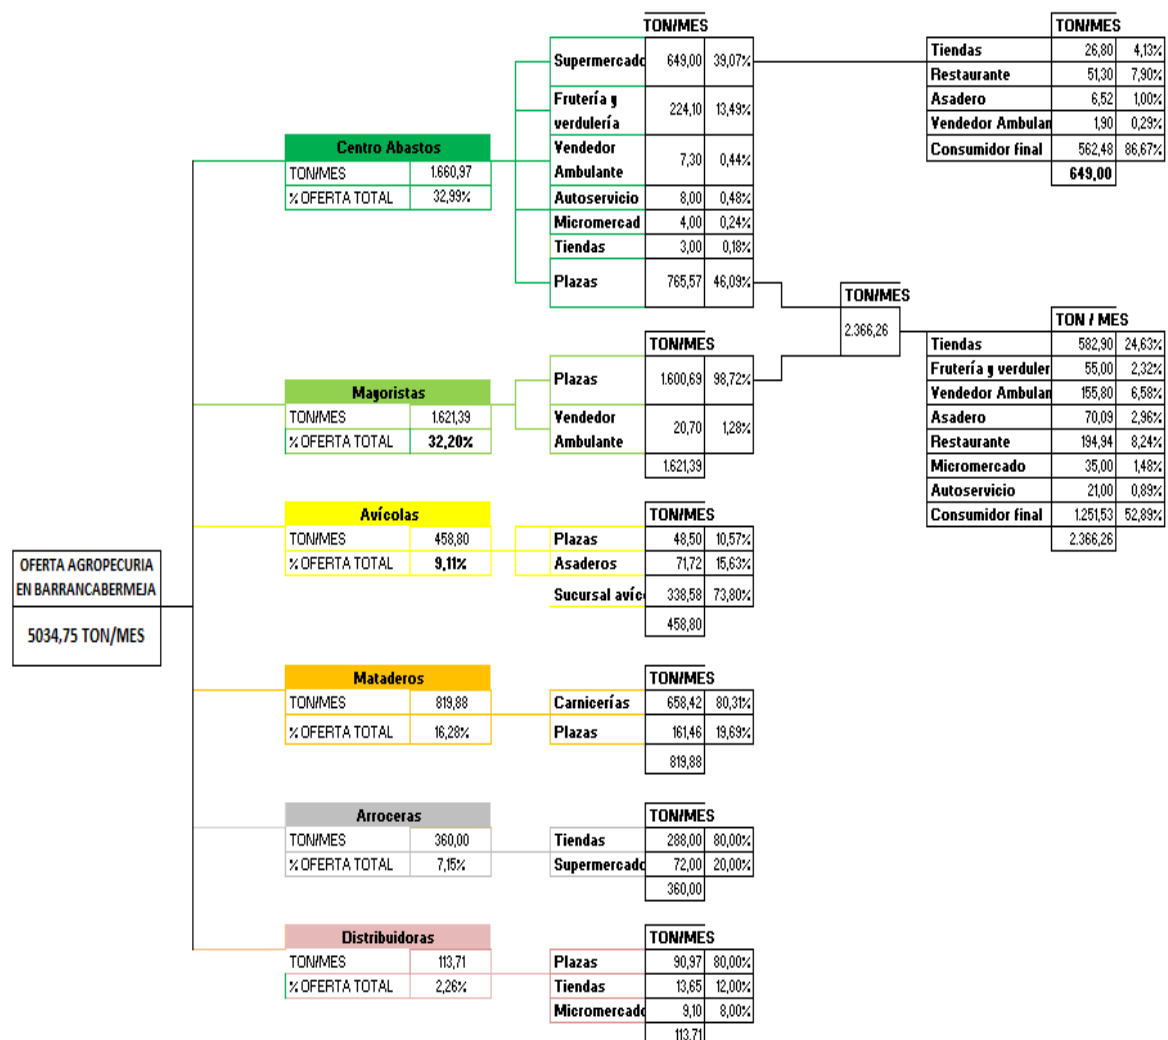 OFERTA AGROPECURIA
EN BARRANCABERMEJA
5034,75 TON/MES
Centro Abastos
TON/MES 1.660,97
% OFERTA TOTAL 32,99%
TON/MES
Supermercado 649,00 39,07%
Frutería y
verdulería 224,10 13,49%
Vendedor
Ambulante 7,30 0,44%
Autoservicio 8,00 0,48%
Micromercad 4,00 0,24%
Tiendas 3,00 0,18%
Plazas 765,57 46,09%
TON/MES
Tiendas 26,80 4,13%
Restaurante 51,30 7,90%
Asadero 6,52 1,00%
Vendedor Ambulan 1,90 0,29%
Consumidor final 562,48 86,67%
649,00
Mayoristas
TON/MES 1.621,39
% OFERTA TOTAL 32,20%
TON/MES
Plazas 1.600,69 98,72%
Vendedor
Ambulante 20,70 1,28%
1.621,39
TON/MES
2.366,26
TON / MES
Tiendas 582,90 24,63%
Frutería y verduler 55,00 2,32%
Vendedor Ambulan 155,80 6,58%
Asadero 70,09 2,96%
Restaurante 194,94 8,24%
Micromercado 35,00 1,48%
Autoservicio 21,00 0,89%
Consumidor final 1.251,53 52,89%
2.366,26
Avícolas
TON/MES 458,80
% OFERTA TOTAL 9,11%
TON/MES
Plazas 48,50 10,57%
Asaderos 71,72 15,63%
Sucursal avíc 338,58 73,80%
458,80
Mataderos
TON/MES 819,88
% OFERTA TOTAL 16,28%
TON/MES
Carnicerías 658,42 80,31%
Plazas 161,46 19,69%
819,88
Arroceras
TON/MES 360,00
% OFERTA TOTAL 7,15%
TON/MES
Tiendas 288,00 80,00%
Supermercado 72,00 20,00%
360,00
Distribuidoras
TON/MES 113,71
% OFERTA TOTAL 2,26%
TON/MES
Plazas 90,97 80,00%
Tiendas 13,65 12,00%
Micromercado 9,10 8,00%
113,71